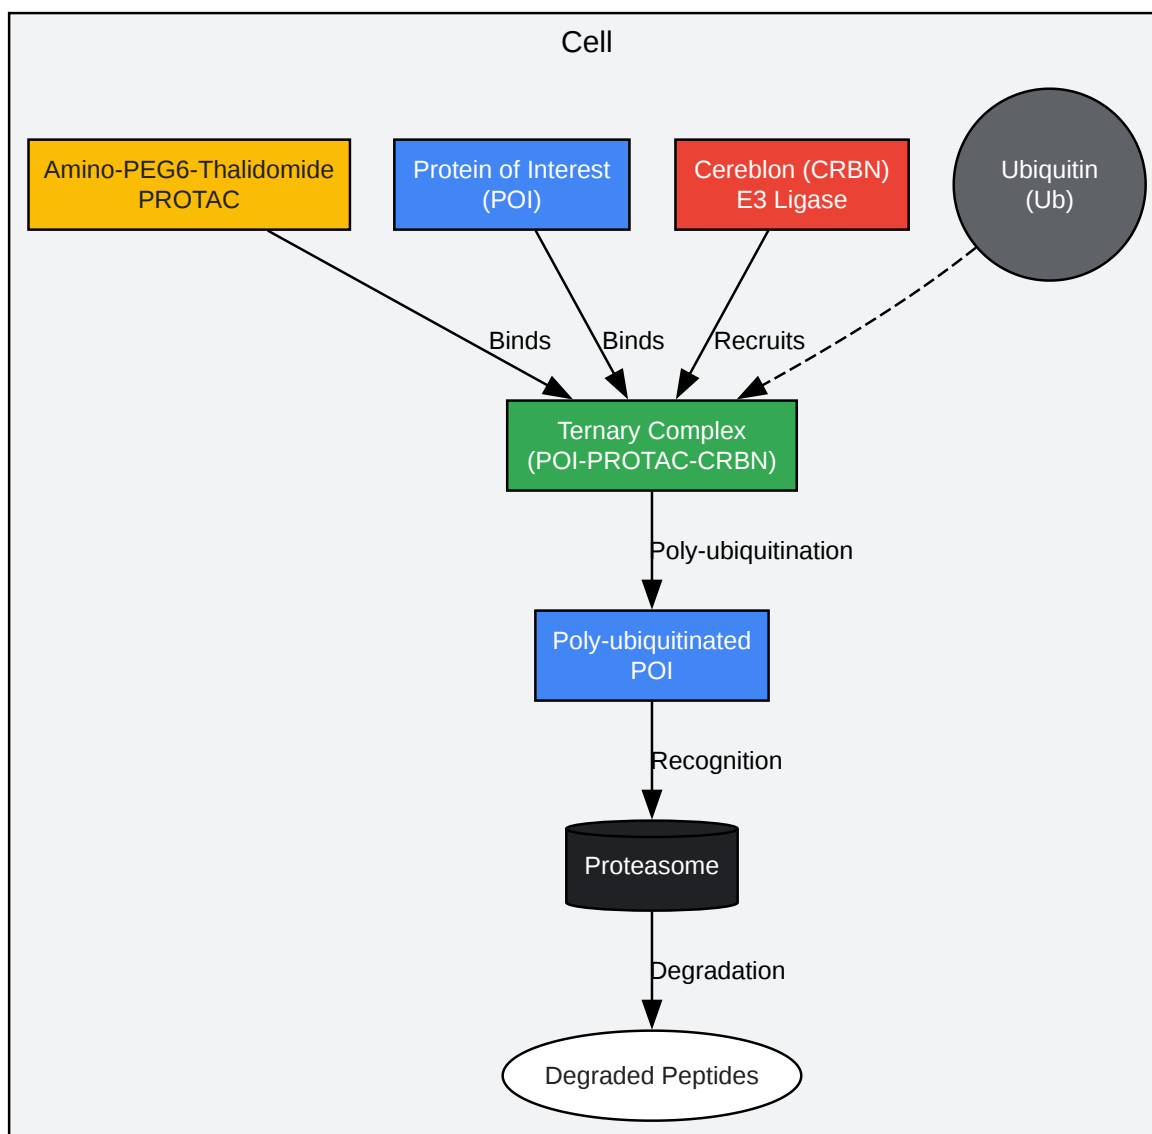 Cell
Amino-PEG6-Thalidomide
PROTAC
Protein of Interest
(POI)
Cereblon (CRBN)
E3 Ligase
Ubiquitin
(Ub)
Binds
Binds
Recruits
Ternary Complex
(POI-PROTAC-CRBN)
Poly-ubiquitination
Poly-ubiquitinated
POI
Recognition
Proteasome
Degradation
Degraded Peptides